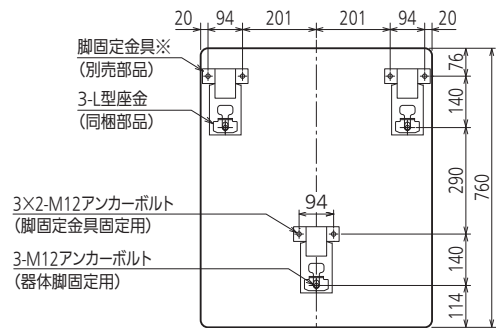 20 94 201 201 94 20
脚固定金具※
(別売部品)
3-L型座金
(同梱部品)
3×2-M12アンカーボルト
(脚固定金具固定用)
3-M12アンカーボルト
(器体脚固定用)
94
76
140
290
140
114
760